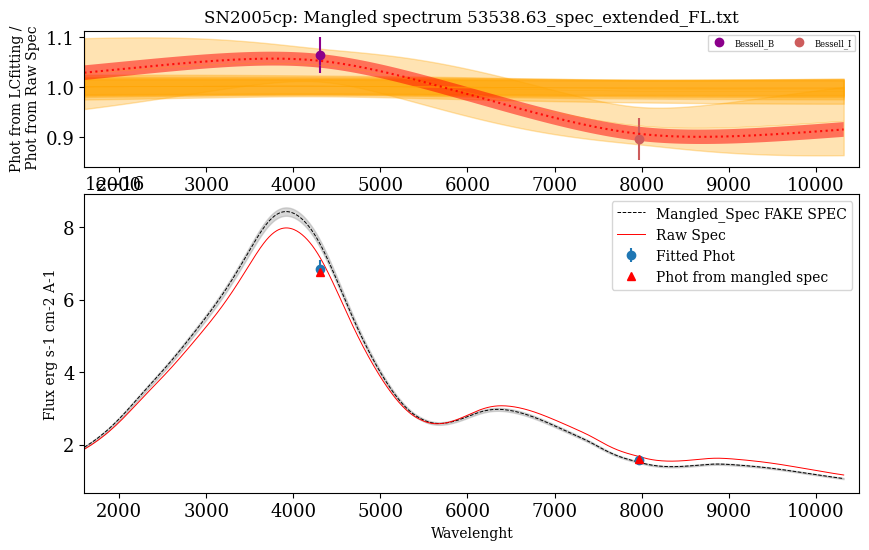 SN2005cp: Mangled spectrum 53538.63_spec_extended_FL.txt
Phot from LCfitting /
Phot from Raw Spec
1.1
1.0
0.9
Bessell_B
Bessell_I
2000 3000 4000 5000 6000 7000 8000 9000 10000
1e−16
8
6
4
2
Flux erg s-1 cm-2 A-1
Mangled_Spec FAKE SPEC
Raw Spec
Fitted Phot
Phot from mangled spec
2000 3000 4000 5000 6000 7000 8000 9000 10000
Wavelenght